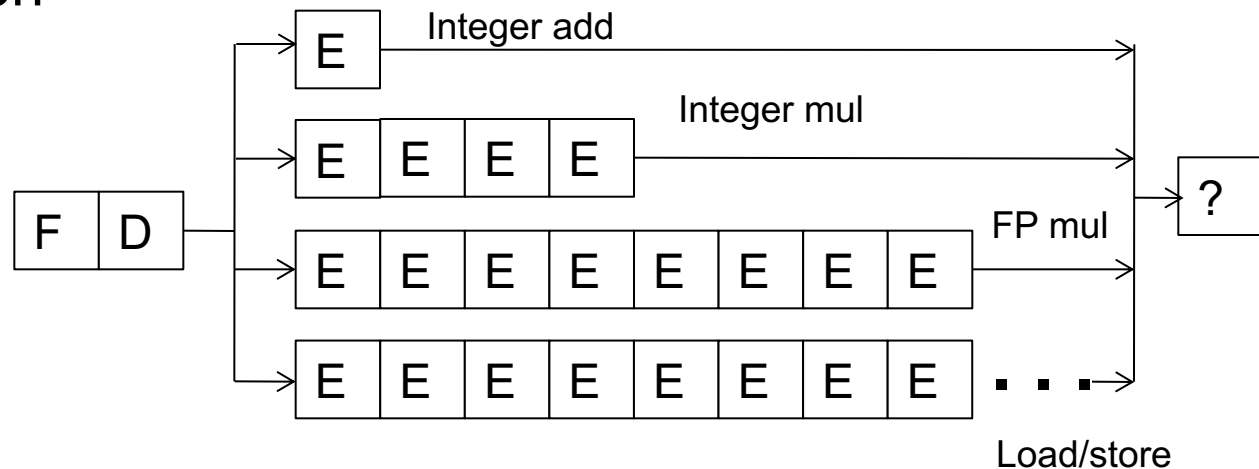 E
Integer add
E E E E
Integer mul
F D
?
E E E E E E E E
FP mul
E E E E E E E E . . .
Load/store